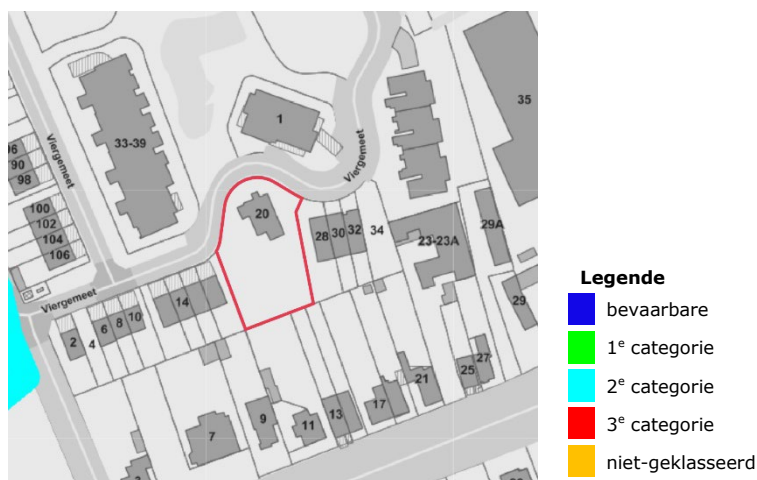 35
1
33-39
Viergemeet
Viergemeet
96
90
98
100
102
104
106
20
28 30 32 34
23-23A
29A
29
Viergemeet
14
2 4 6 8 10
27
25
21
17
13
11
9
7
Legende
bevaarbare
1e categorie
2e categorie
3e categorie
niet-geklasseerd